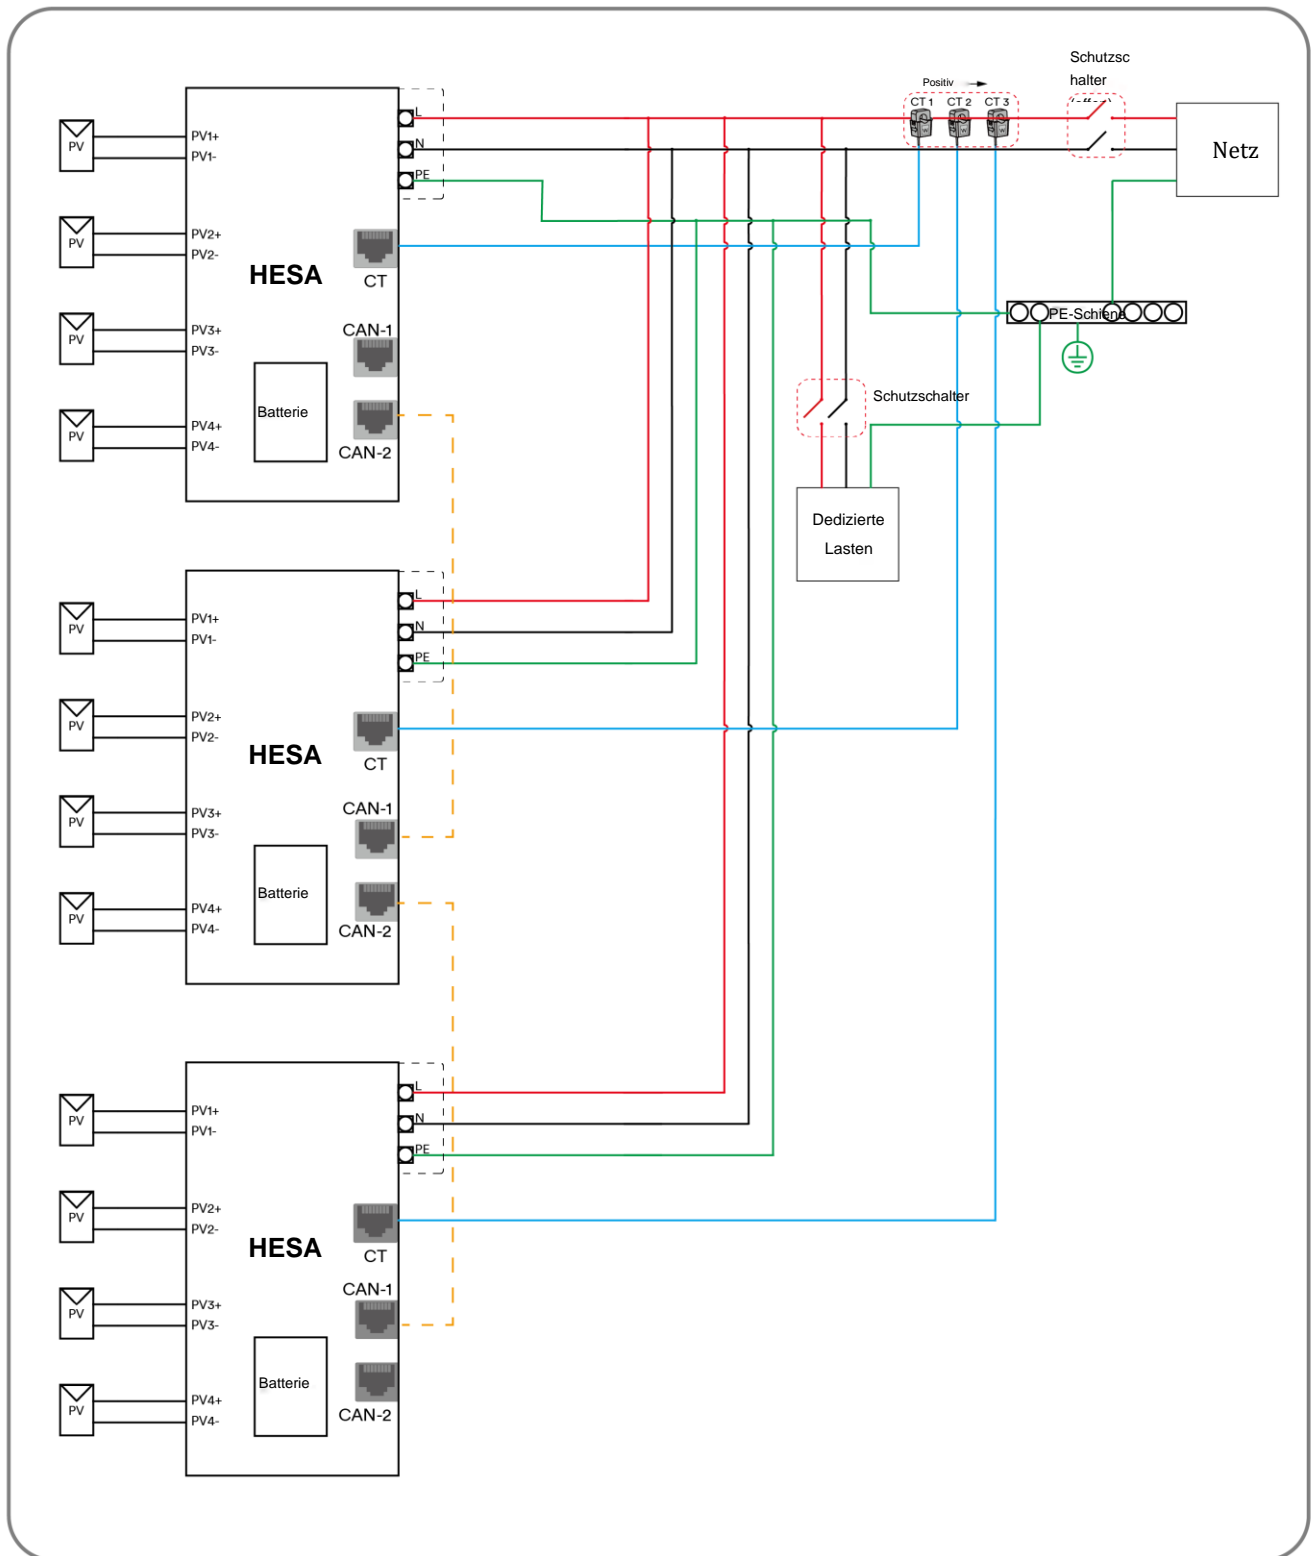 Schutzsc
halter
(offen)
Positiv
CT 1
CT 2
CT 3
Netz
L
N
PE
PV
PV1+
PV1-
PV
PV2+
PV2-
HESA
CT
PV
PV3+
PV3-
CAN-1
PV
PV4+
PV4-
Batterie
CAN-2
PE-Schiene
Schutzschalter
Dedizierte
Lasten
L
N
PE
PV
PV1+
PV1-
PV
PV2+
PV2-
HESA
CT
PV
PV3+
PV3-
CAN-1
PV
PV4+
PV4-
Batterie
CAN-2
L
N
PE
PV
PV1+
PV1-
PV
PV2+
PV2-
HESA
CT
PV
PV3+
PV3-
CAN-1
PV
PV4+
PV4-
Batterie
CAN-2